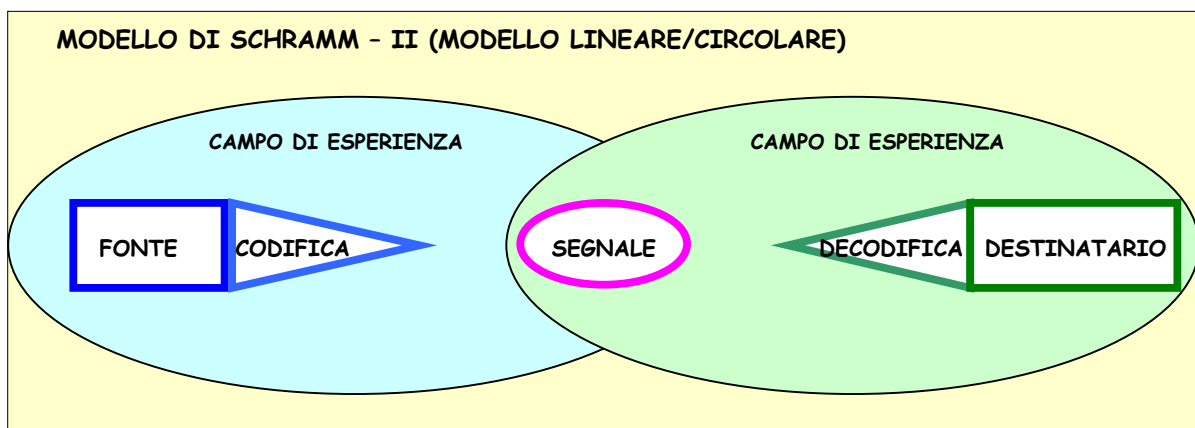 MODELLO DI SCHRAMM – II (MODELLO LINEARE/CIRCOLARE)
CAMPO DI ESPERIENZA
CAMPO DI ESPERIENZA
FONTE
CODIFICA
SEGNALE
DECODIFICA
DESTINATARIO